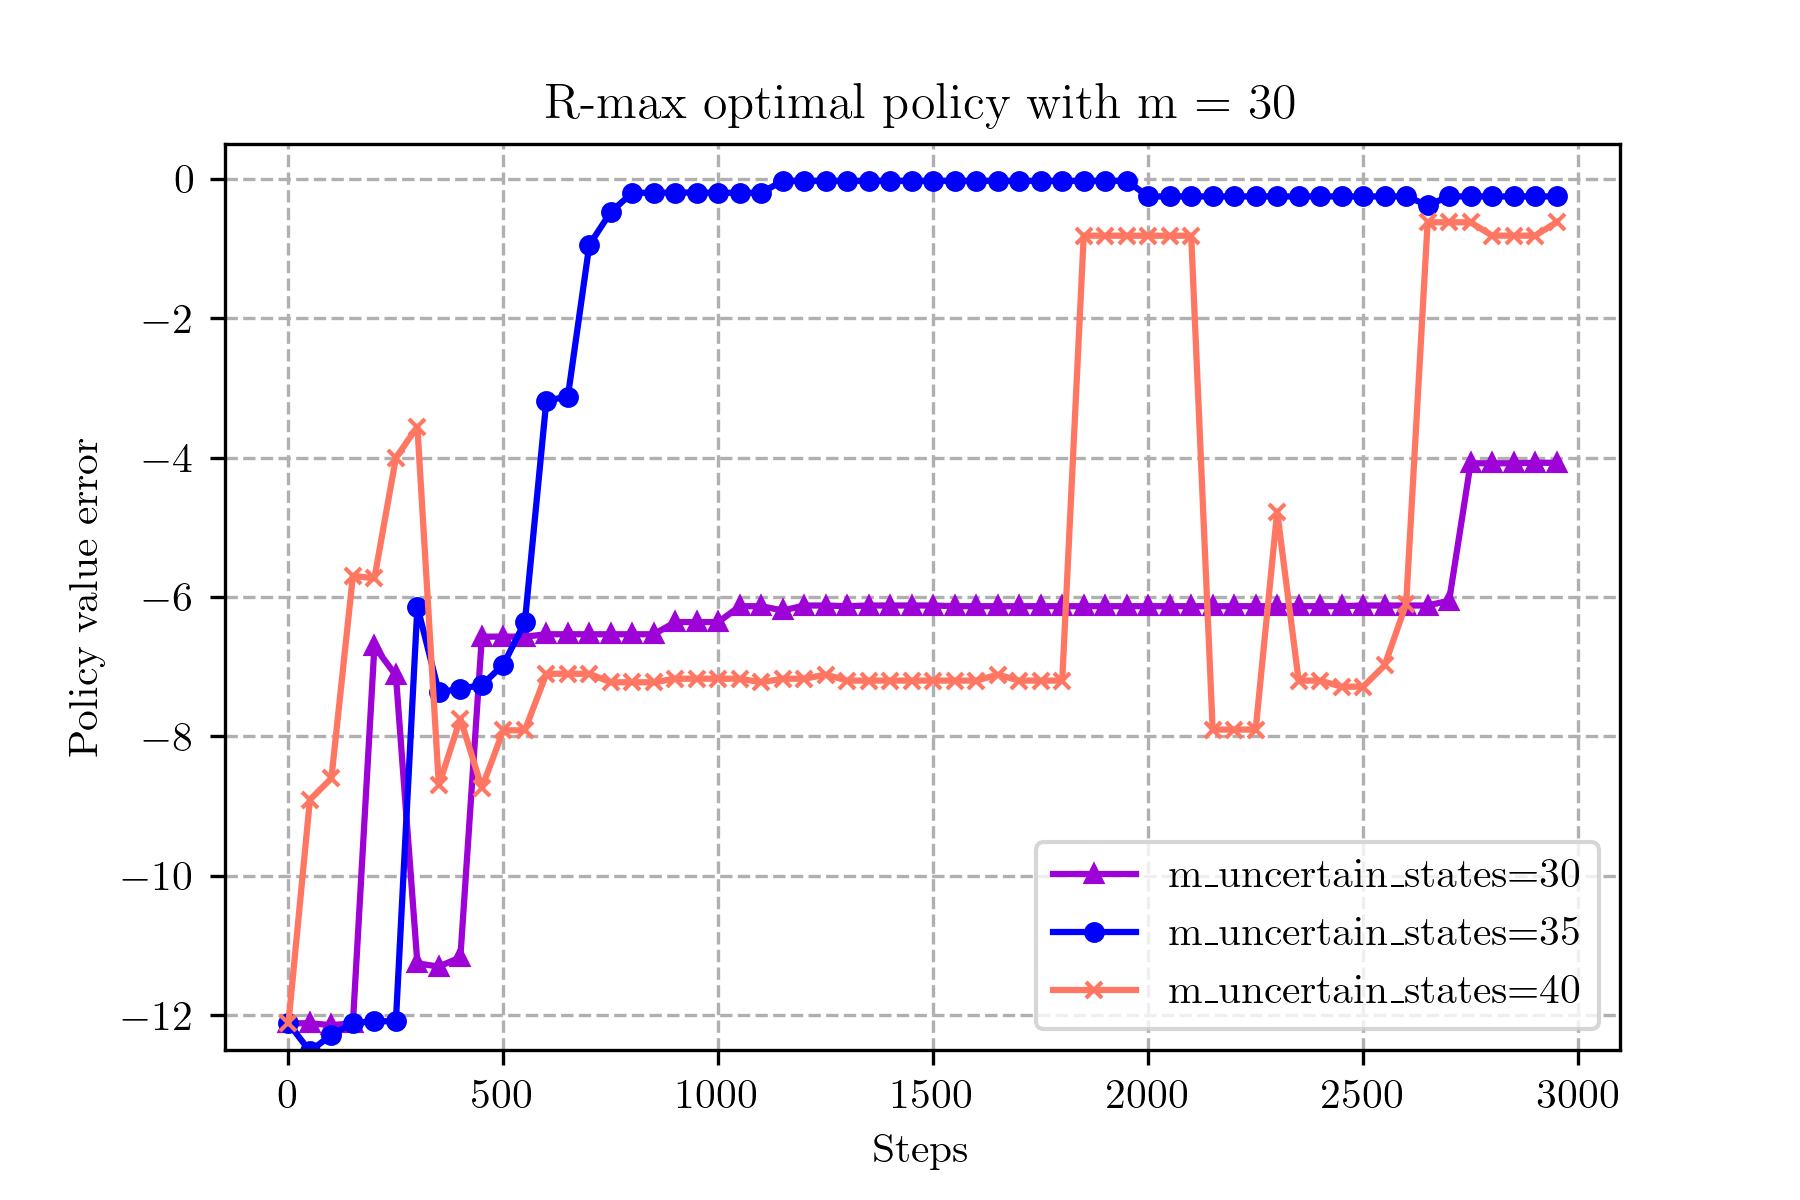 R-max optimal policy with m = 30
Policy value error
0
−2
−4
−6
−8
−10
−12
m_uncertain_states=30
m_uncertain_states=35
m_uncertain_states=40
0 500 1000 1500 2000 2500 3000
Steps